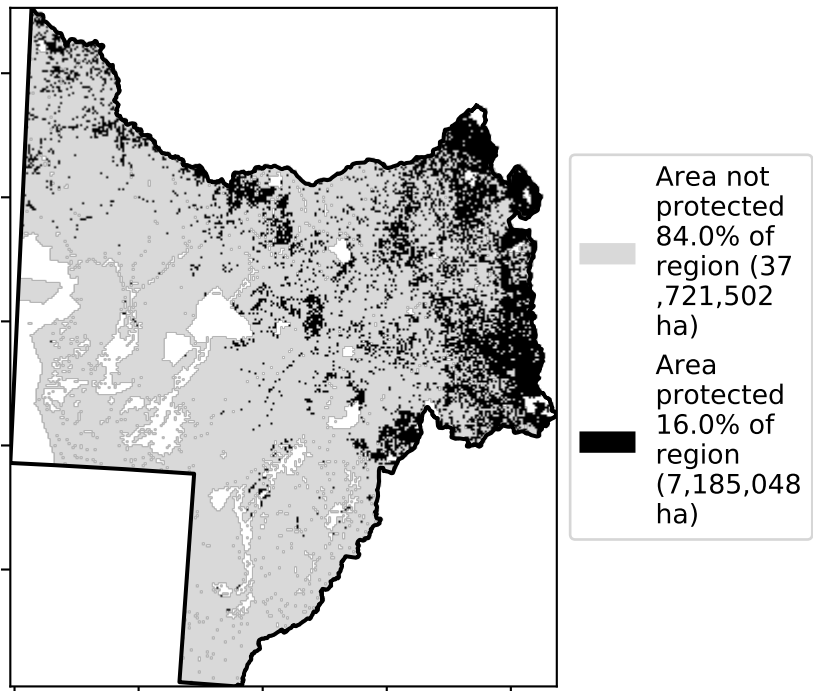 Area not
protected
84.0% of
region (37
,721,502
ha)
Area
protected
16.0% of
region
(7,185,048
ha)